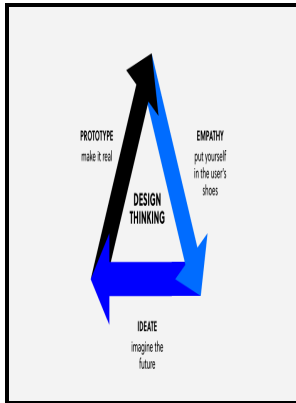 PROTOTYPE
make it real
EMPATHY
put yourself
in the user's
shoes
DESIGN
THINKING
IDEATE
imagine the
future